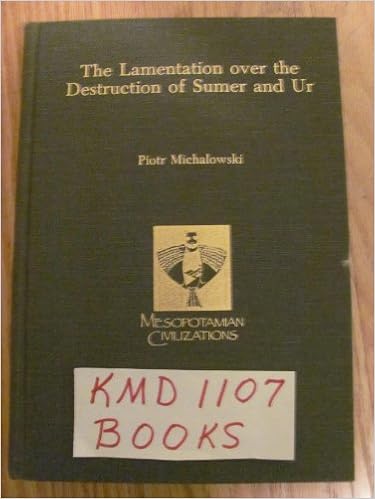 The Lamentation over the
Destruction of Sumer and Ur
Piotr Michalowski
MESOPOTAMIAN
CIVILIZATIONS
KMD 1107
BOOKS